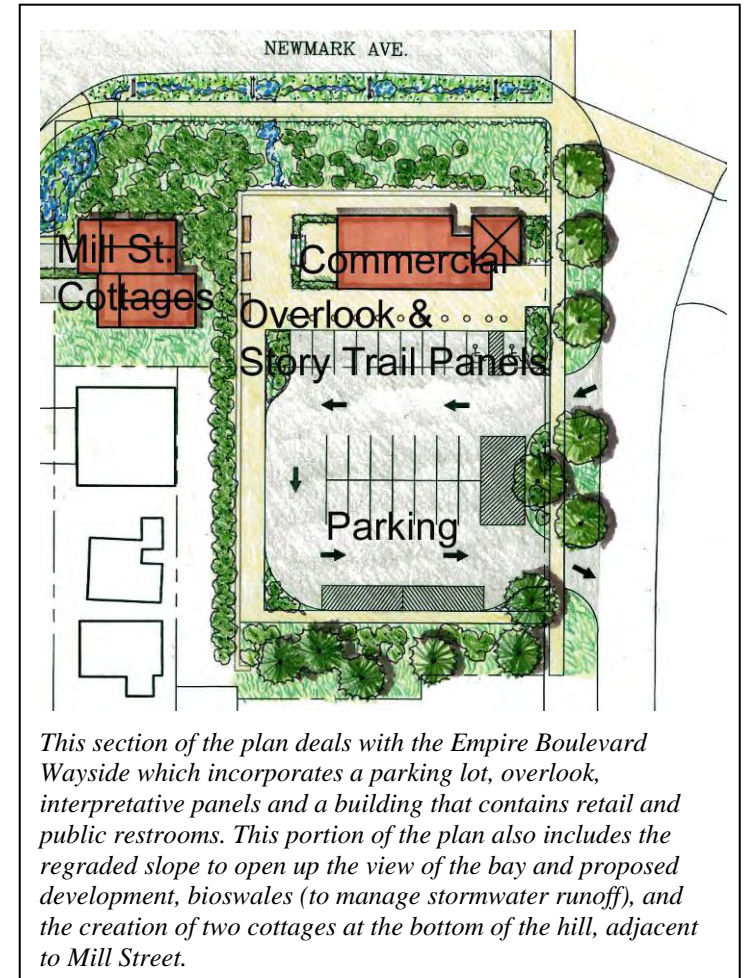 NEWMARK AVE.
Mill St.
Cottages
Commercial
Overlook &
Story Trail Panels
Parking
This section of the plan deals with the Empire Boulevard
Wayside which incorporates a parking lot, overlook,
interpretative panels and a building that contains retail and
public restrooms. This portion of the plan also includes the
regraded slope to open up the view of the bay and proposed
development, bioswales (to manage stormwater runoff), and
the creation of two cottages at the bottom of the hill, adjacent
to Mill Street.